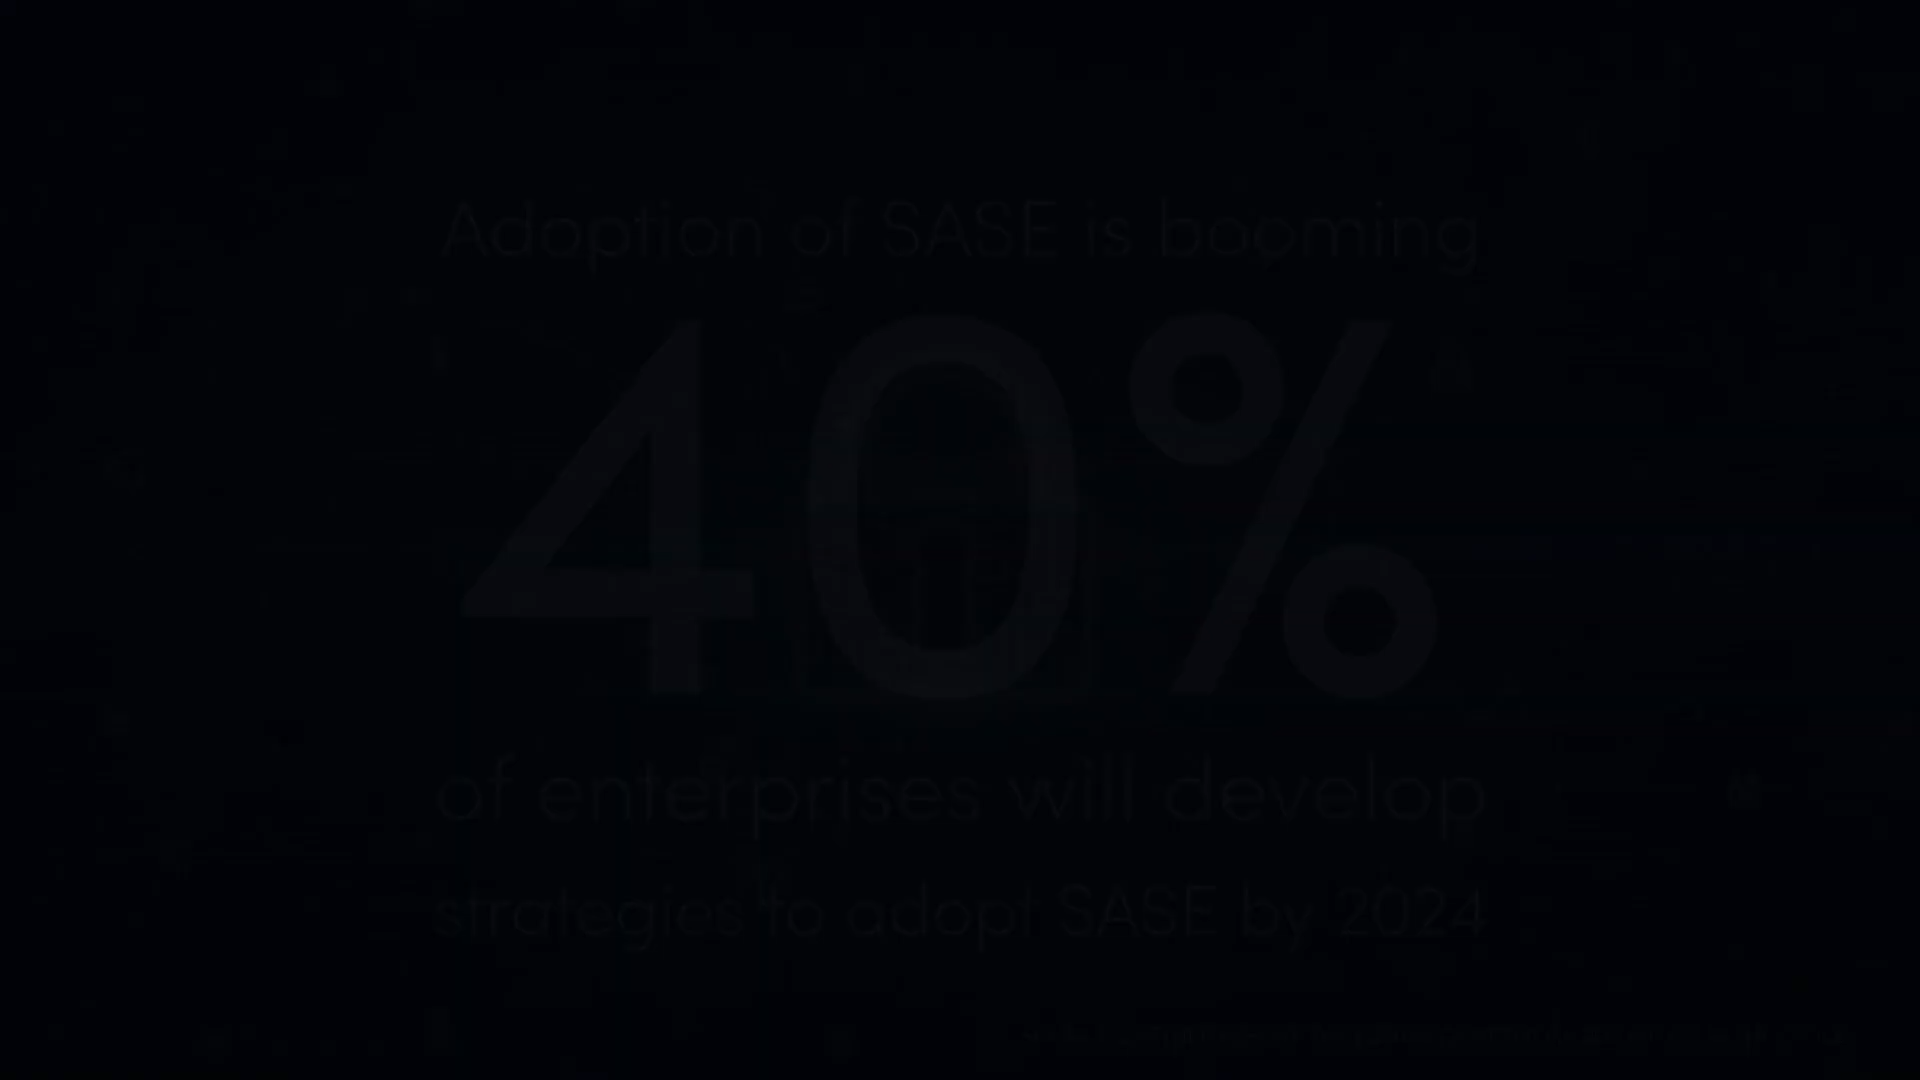 Adoption of SASE is booming
40%
of enterprises will develop
strategies to adopt SASE by 2024